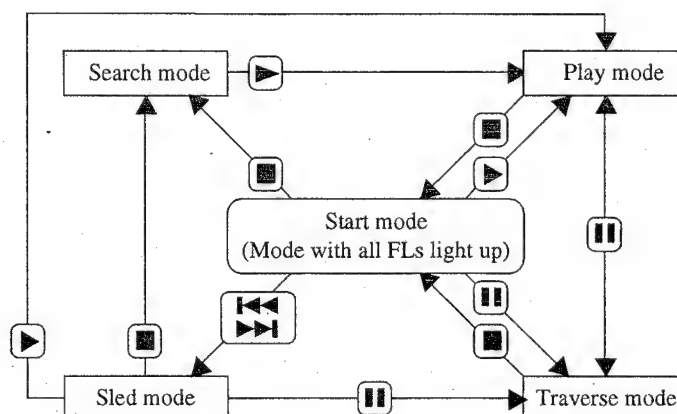 Search mode
Play mode
Start mode
(Mode with all FLs light up)
Sled mode
Traverse mode